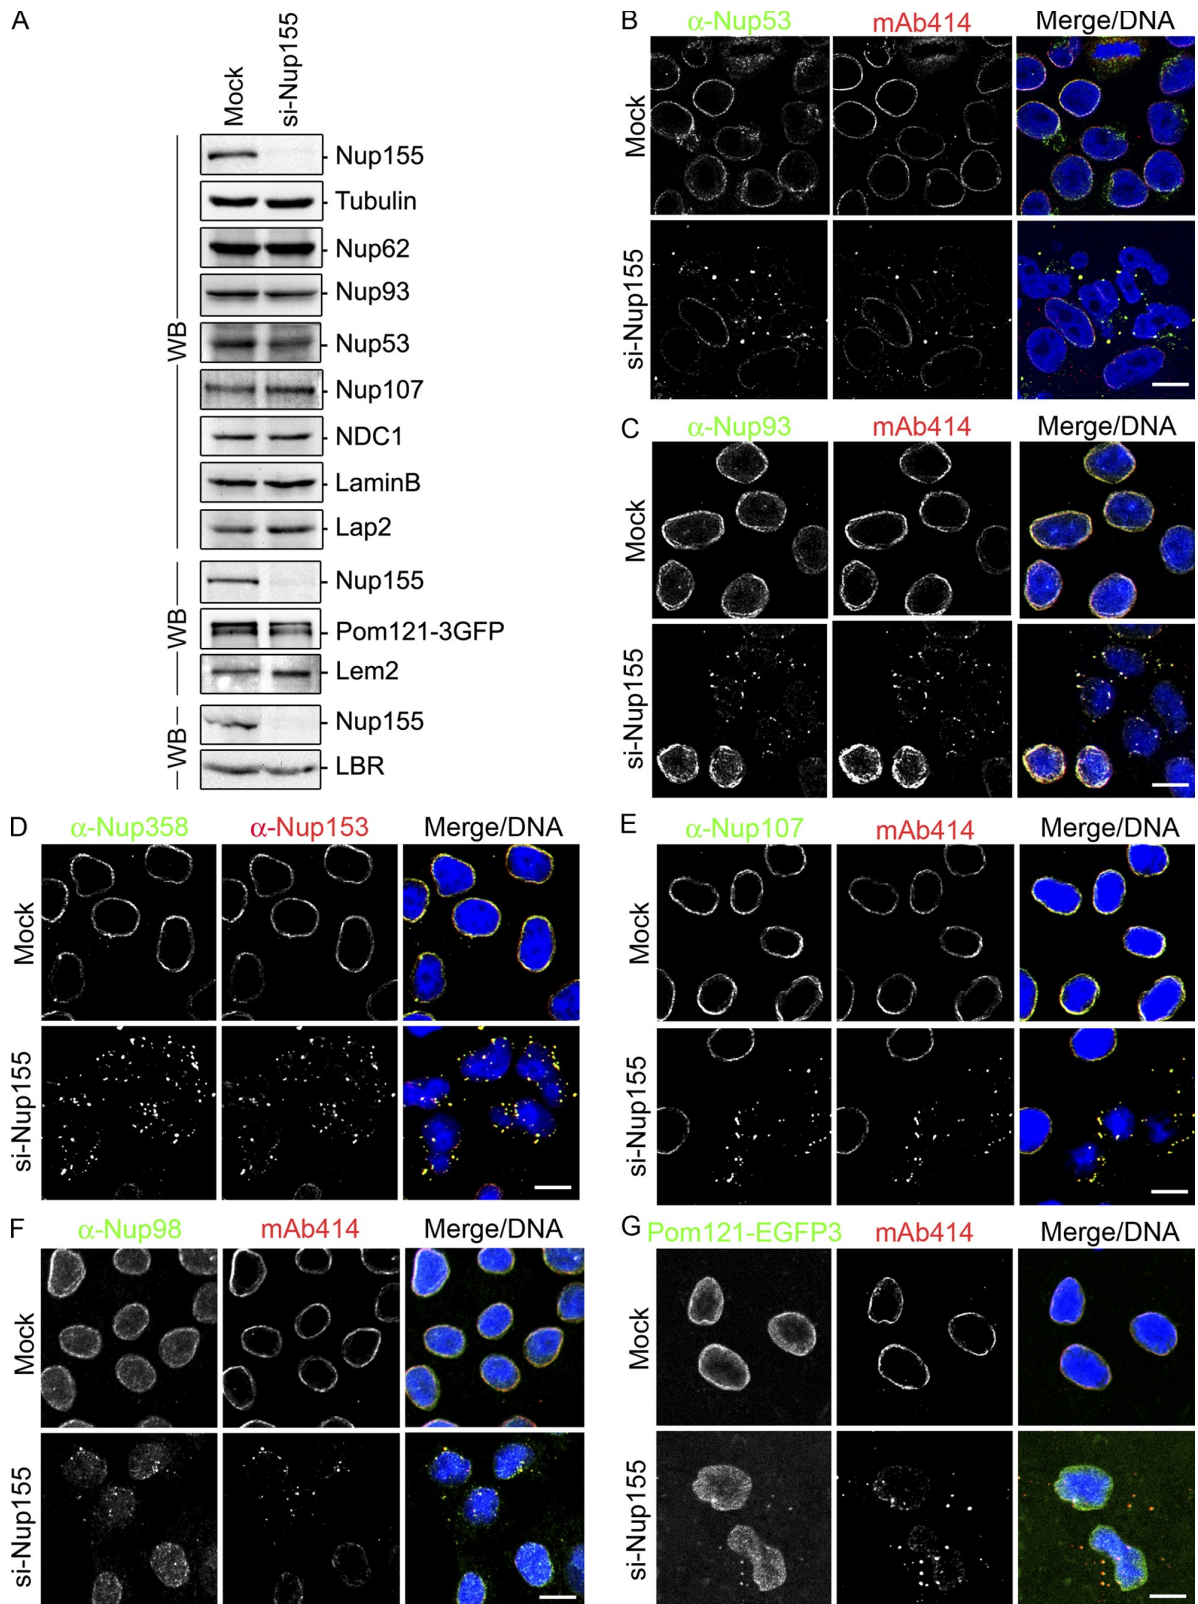 A
Mock
si-Nup155
WB
Nup155
Tubulin
Nup62
Nup93
Nup53
Nup107
NDC1
LaminB
Lap2
WB
Nup155
Pom121-3GFP
Lem2
WB
Nup155
LBR
B
α-Nup53 mAb414 Merge/DNA
Mock
si-Nup155
C
α-Nup93 mAb414 Merge/DNA
Mock
si-Nup155
D
α-Nup358 α-Nup153 Merge/DNA
Mock
si-Nup155
E
α-Nup107 mAb414 Merge/DNA
Mock
si-Nup155
F
α-Nup98 mAb414 Merge/DNA
Mock
si-Nup155
G
Pom121-EGFP3 mAb414 Merge/DNA
Mock
si-Nup155